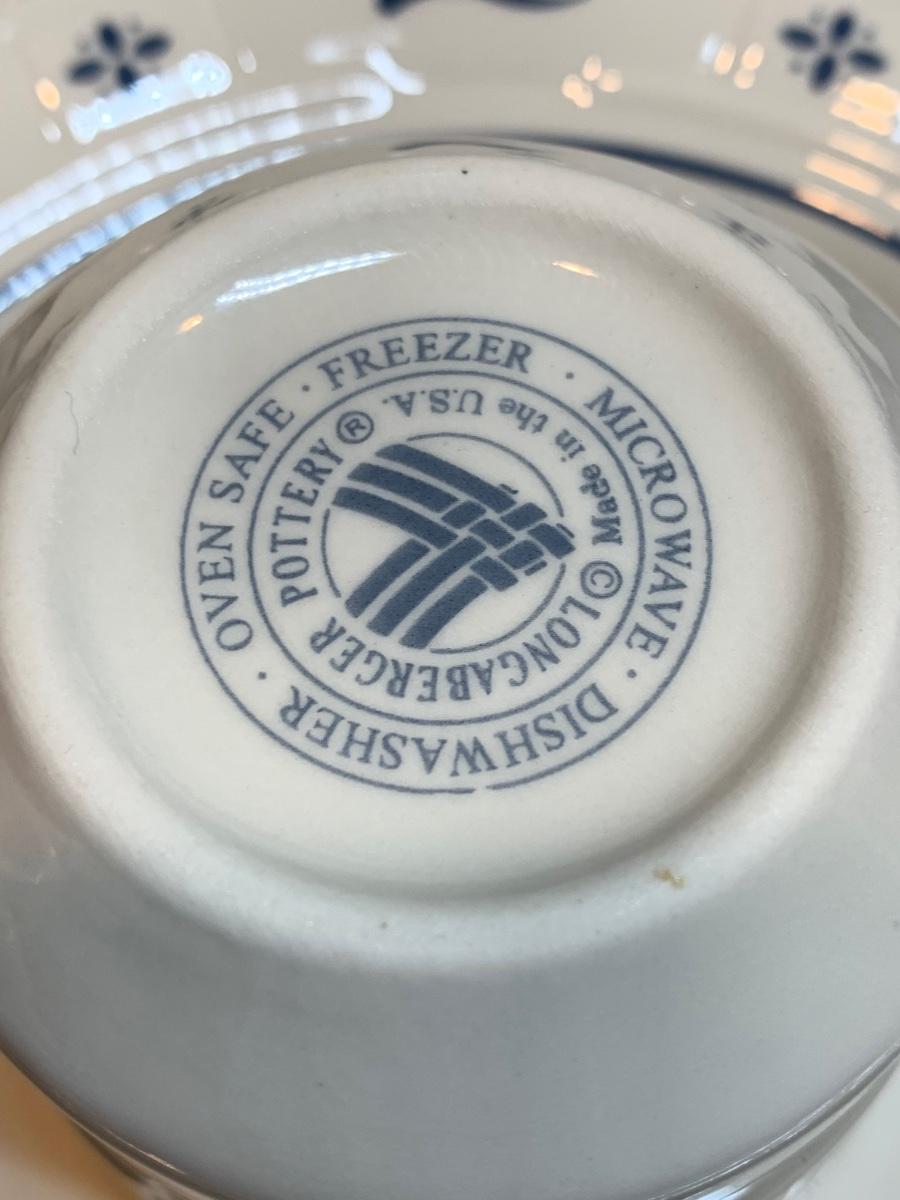 OVEN SAFE · FREEZER · MICROWAVE · DISHWASHER ·
©LONGABERGER POTTERY®
Made in the U.S.A.